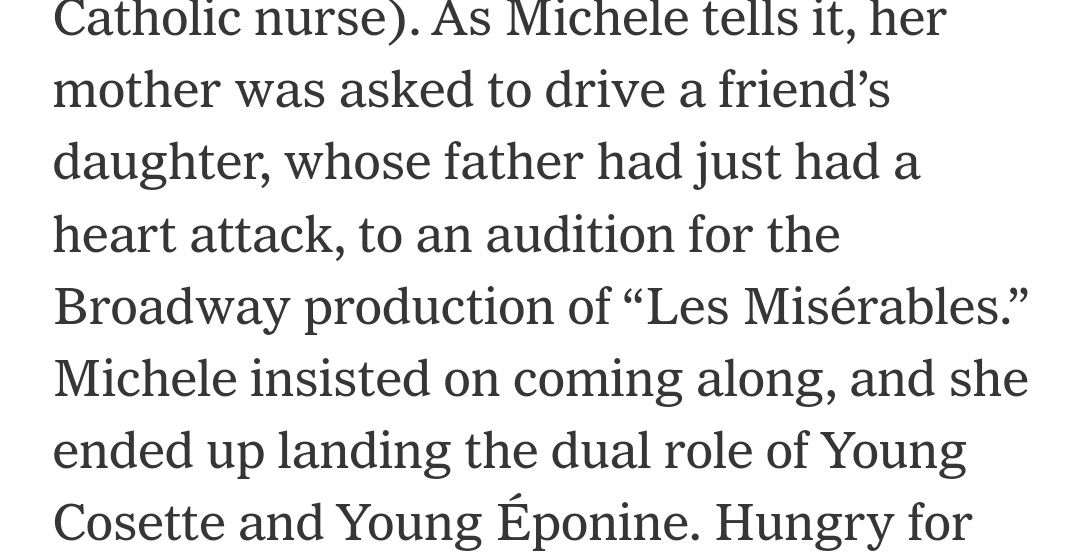 Catholic nurse). As Michele tells it, her
mother was asked to drive a friend’s
daughter, whose father had just had a
heart attack, to an audition for the
Broadway production of “Les Misérables.”
Michele insisted on coming along, and she
ended up landing the dual role of Young
Cosette and Young Éponine. Hungry for